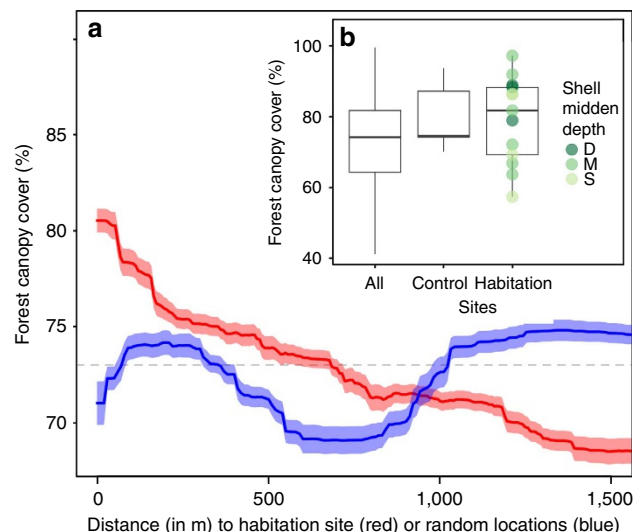 a
Forest canopy cover (%)
85
80
75
70
0
500
1,000
1,500
Distance (in m) to habitation site (red) or random locations (blue)
b
Forest canopy cover (%)
100
80
60
40
All
Control
Habitation
Sites
Shell
midden
depth
D
M
S